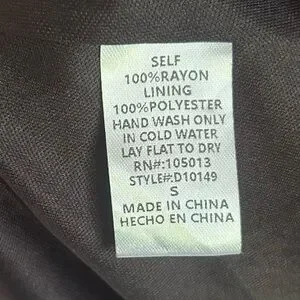 SELF
100%RAYON
LINING
100%POLYESTER
HAND WASH ONLY
IN COLD WATER
LAY FLAT TO DRY
RN#:105013
STYLE#:D10149
S
MADE IN CHINA
HECHO EN CHINA